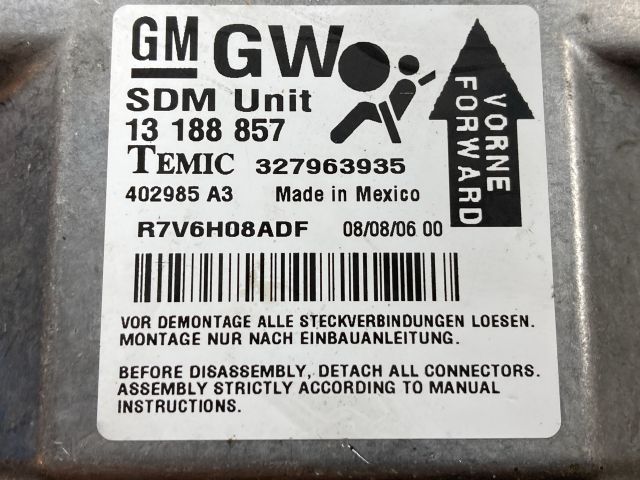 GM GW
SDM Unit
13 188 857
TEMIC 327963935
402985 A3 Made in Mexico
R7V6H08ADF 08/08/06 00
VORNE
FORWARD
VOR DEMONTAGE ALLE STECKVERBINDUNGEN LOESEN.
MONTAGE NUR NACH EINBAUANLEITUNG.
BEFORE DISASSEMBLY, DETACH ALL CONNECTORS.
ASSEMBLY STRICTLY ACCORDING TO MANUAL
INSTRUCTIONS.